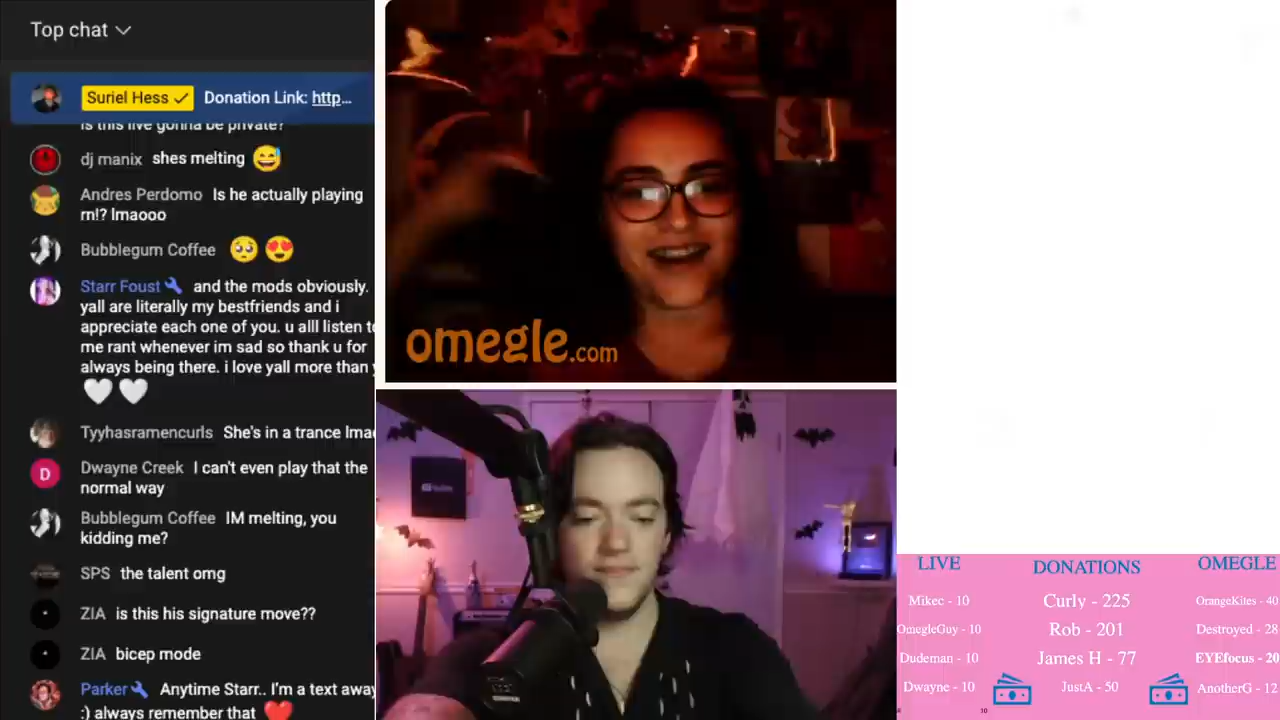 Top chat
Suriel Hess Donation Link: http...
is this live gonna be private?
dj manix shes melting
Andres Perdomo Is he actually playing
rn!? lmaooo
Bubblegum Coffee
Starr Foust and the mods obviously.
yall are literally my bestfriends and i
appreciate each one of you. u alll listen to
me rant whenever im sad so thank u for
always being there. i love yall more than
Tyyhasramencurls She's in a trance lmao
Dwayne Creek I can't even play that the
normal way
Bubblegum Coffee IM melting, you
kidding me?
SPS the talent omg
ZIA is this his signature move??
ZIA bicep mode
Parker Anytime Starr.. I'm a text away
:) always remember that
omegle.com
LIVE
Mikec - 10
OmegleGuy - 10
Dudeman - 10
Dwayne - 10
DONATIONS
Curly - 225
Rob - 201
James H - 77
JustA - 50
OMEGLE
OrangeKites - 40
Destroyed - 28
EYEfocus - 20
AnotherG - 12